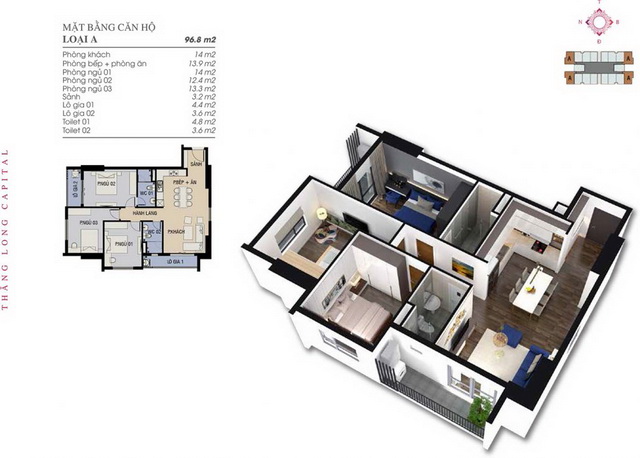 MẶT BẰNG CĂN HỘ
LOẠI A 96.8 m2
Phòng khách 14 m2
Phòng bếp + phòng ăn 13.9 m2
Phòng ngủ 01 14 m2
Phòng ngủ 02 12.4 m2
Phòng ngủ 03 13.3 m2
Sảnh 3.2 m2
Lô gia 01 4.4 m2
Lô gia 02 3.6 m2
Toilet 01 4.8 m2
Toilet 02 3.6 m2
SẢNH
LÔ GIA 2
P.NGỦ 02
WC 01
P.BẾP + ĂN
HÀNH LANG
P.NGỦ 03
P.NGỦ 01
WC 02
P.KHÁCH
LÔ GIA 1
THĂNG LONG CAPITAL
T
N B
Đ
A A
A A